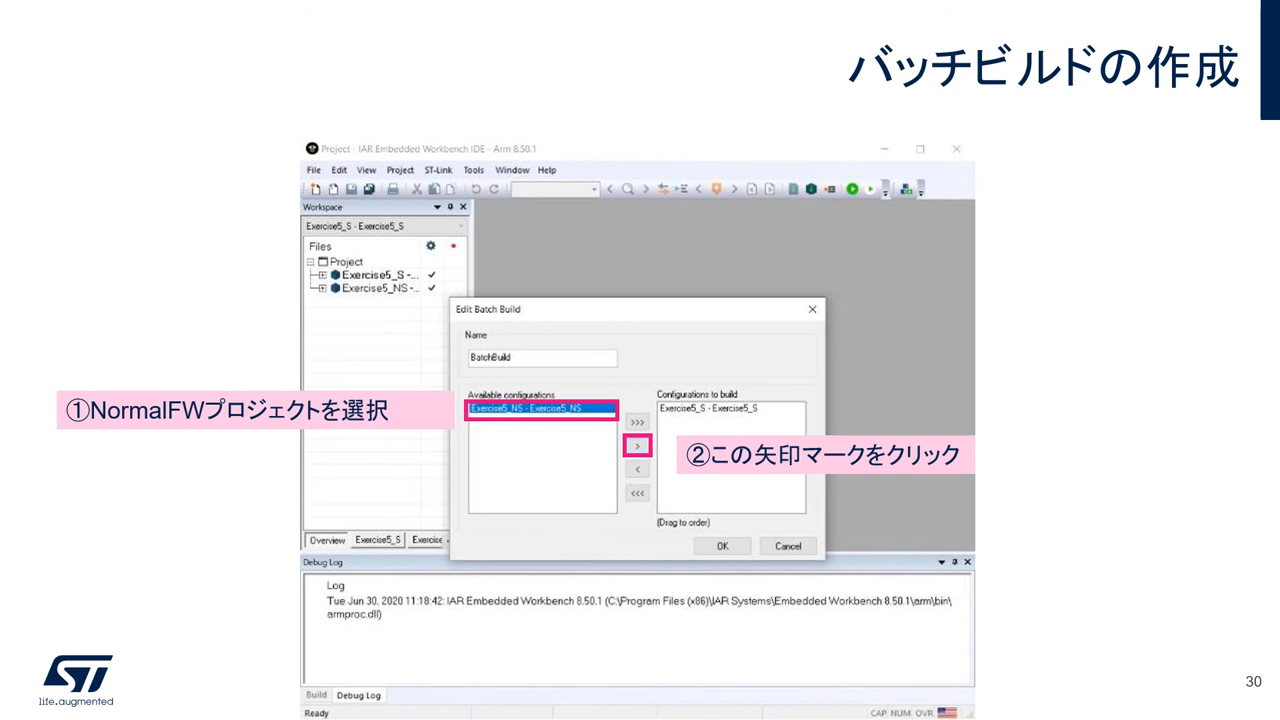 バッチビルドの作成
Project - IAR Embedded Workbench IDE - Arm 8.50.1
File Edit View Project ST-Link Tools Window Help
Workspace
Exercise5_S - Exercise5_S
Files
Project
Exercise5_S -...
Exercise5_NS -...
Edit Batch Build
Name
BatchBuild
①NormalFWプロジェクトを選択
Available configurations
Exercise5_NS - Exercise5_NS
Configurations to build
Exercise5_S - Exercise5_S
>>>
>
<
<<<
②この矢印マークをクリック
(Drag to order)
OK Cancel
Overview Exercise5_S Exercise
Debug Log
Log
Tue Jun 30, 2020 11:18:42: IAR Embedded Workbench 8.50.1 (C:\Program Files (x86)\IAR Systems\Embedded Workbench 8.50.1\arm\bin\
armproc.dll)
Build Debug Log
Ready CAP NUM OVR
ST
life.augmented
30